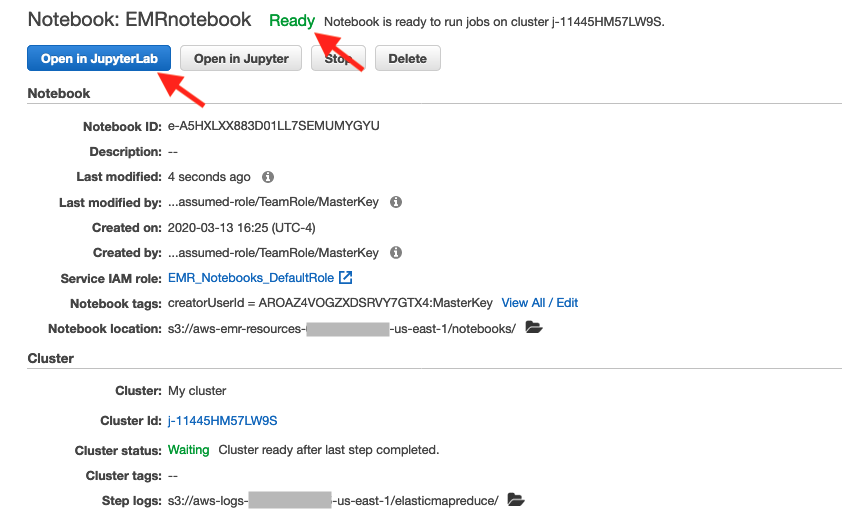 Notebook: EMRnotebook Ready Notebook is ready to run jobs on cluster j-11445HM57LW9S.
Open in JupyterLab Open in Jupyter Stop Delete
Notebook
Notebook ID: e-A5HXLXX883D01LL7SEMUMYGYU
Description: --
Last modified: 4 seconds ago
Last modified by: ...assumed-role/TeamRole/MasterKey
Created on: 2020-03-13 16:25 (UTC-4)
Created by: ...assumed-role/TeamRole/MasterKey
Service IAM role: EMR_Notebooks_DefaultRole
Notebook tags: creatorUserId = AROAZ4VOGZXDSRVY7GTX4:MasterKey View All / Edit
Notebook location: s3://aws-emr-resources- -us-east-1/notebooks/
Cluster
Cluster: My cluster
Cluster Id: j-11445HM57LW9S
Cluster status: Waiting Cluster ready after last step completed.
Cluster tags: --
Step logs: s3://aws-logs- -us-east-1/elasticmapreduce/